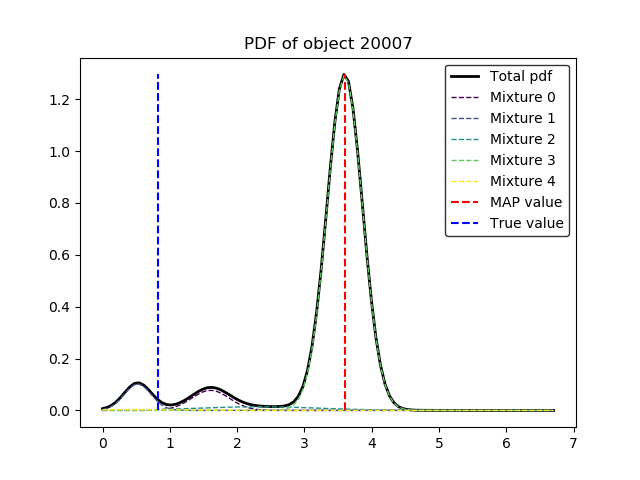 PDF of object 20007
Total pdf
Mixture 0
Mixture 1
Mixture 2
Mixture 3
Mixture 4
MAP value
True value
1.2
1.0
0.8
0.6
0.4
0.2
0.0
0 1 2 3 4 5 6 7